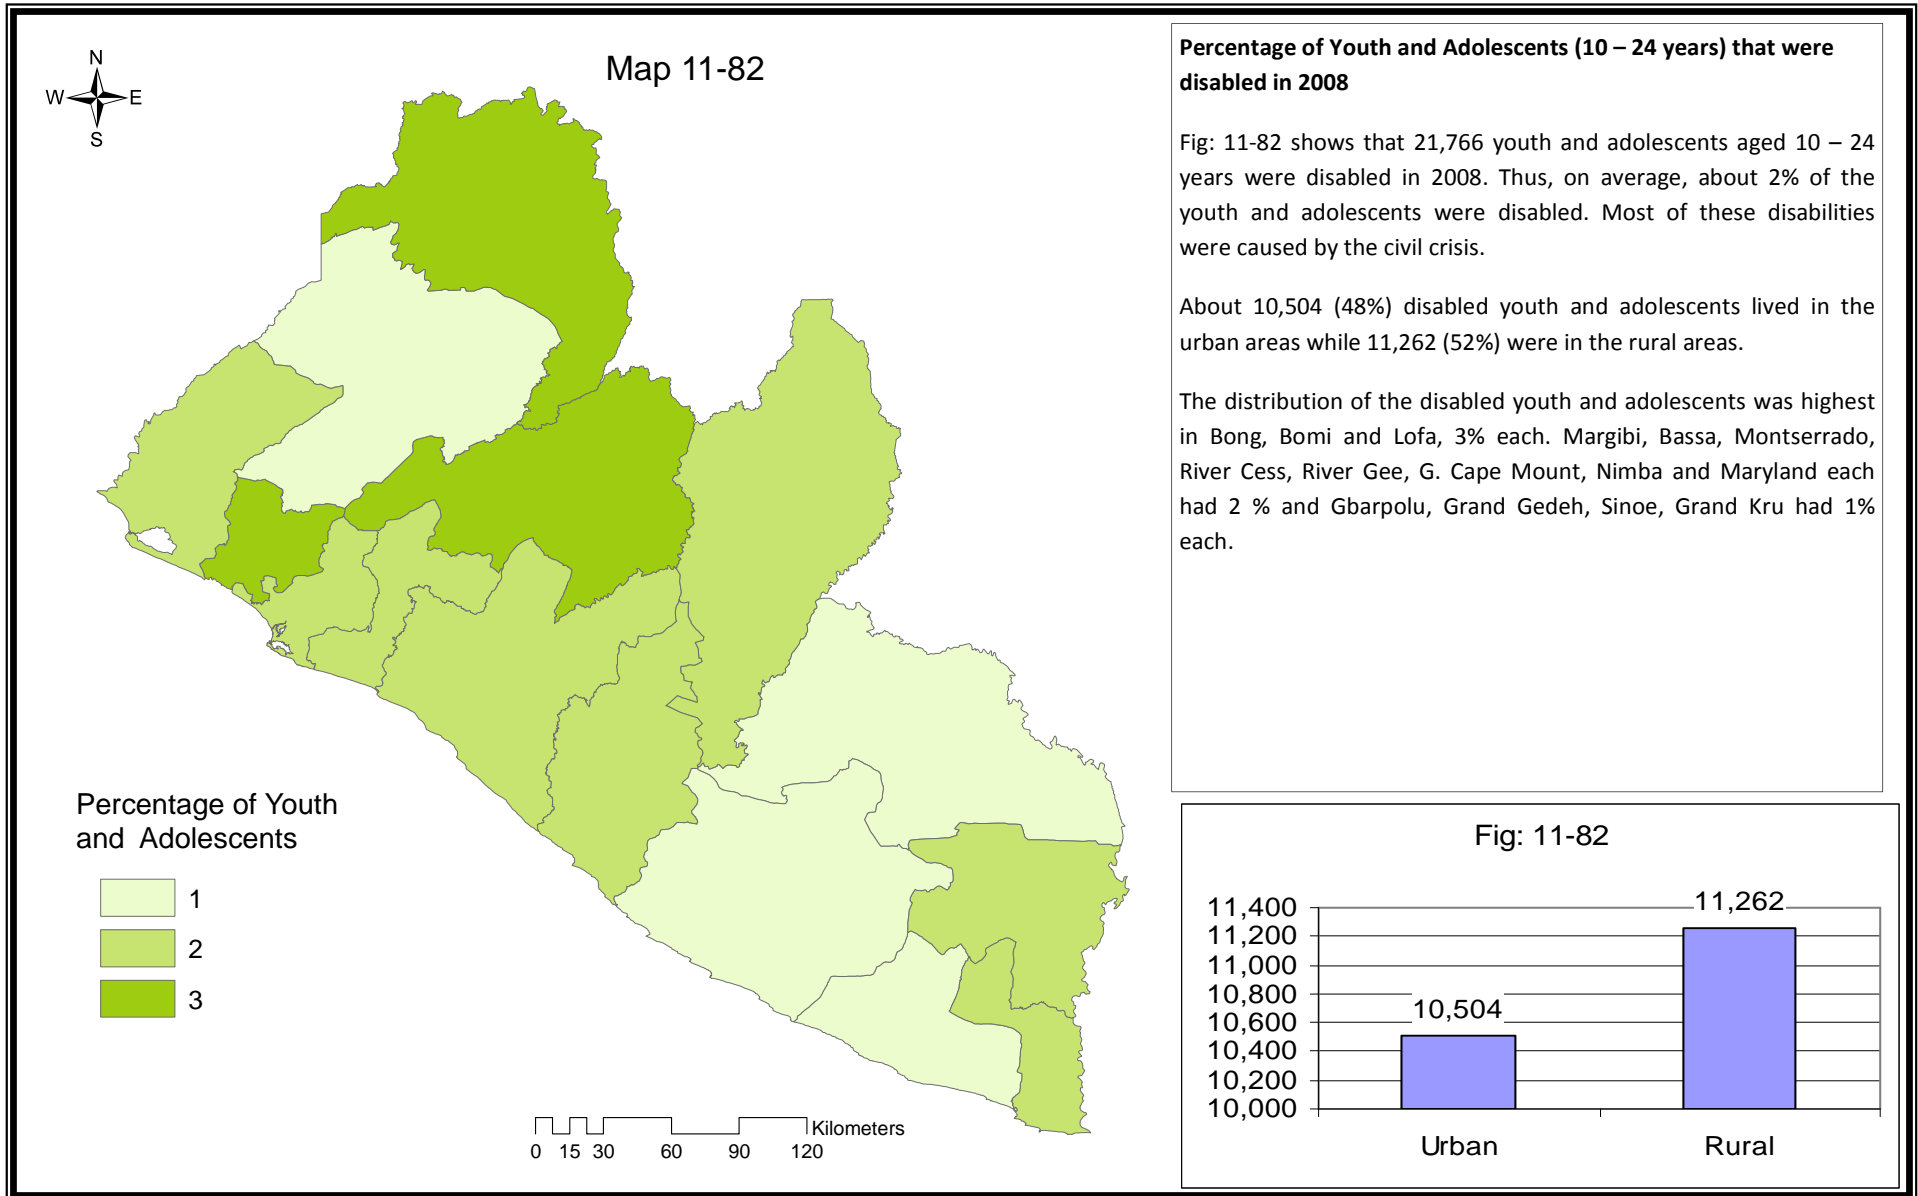 Map 11-82
N
W E
S
Percentage of Youth
and Adolescents
1
2
3
Kilometers
0 15 30 60 90 120
Percentage of Youth and Adolescents (10 – 24 years) that were
disabled in 2008
Fig: 11-82 shows that 21,766 youth and adolescents aged 10 – 24
years were disabled in 2008. Thus, on average, about 2% of the
youth and adolescents were disabled. Most of these disabilities
were caused by the civil crisis.
About 10,504 (48%) disabled youth and adolescents lived in the
urban areas while 11,262 (52%) were in the rural areas.
The distribution of the disabled youth and adolescents was highest
in Bong, Bomi and Lofa, 3% each. Margibi, Bassa, Montserrado,
River Cess, River Gee, G. Cape Mount, Nimba and Maryland each
had 2 % and Gbarpolu, Grand Gedeh, Sinoe, Grand Kru had 1%
each.
Fig: 11-82
11,400
11,200
11,000
10,800
10,600
10,400
10,200
10,000
10,504
11,262
Urban Rural